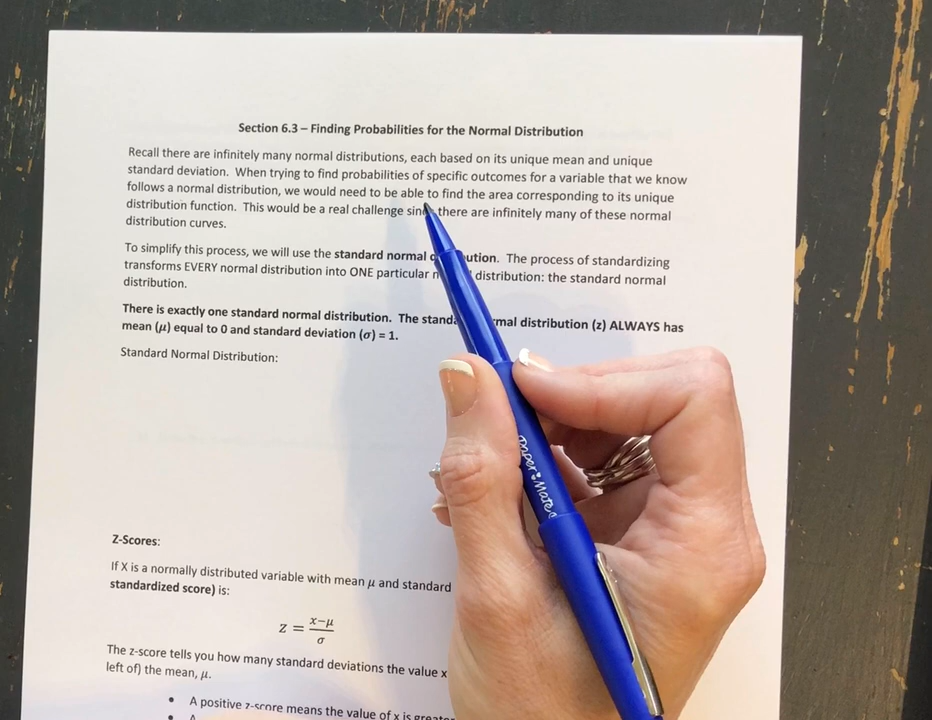 Section 6.3 – Finding Probabilities for the Normal Distribution
Recall there are infinitely many normal distributions, each based on its unique mean and unique
standard deviation. When trying to find probabilities of specific outcomes for a variable that we know
follows a normal distribution, we would need to be able to find the area corresponding to its unique
distribution function. This would be a real challenge sin there are infinitely many of these normal
distribution curves.
To simplify this process, we will use the standard normal ution. The process of standardizing
transforms EVERY normal distribution into ONE particular distribution: the standard normal
distribution.
There is exactly one standard normal distribution. The standa rmal distribution (z) ALWAYS has
mean (μ) equal to 0 and standard deviation (σ) = 1.
Standard Normal Distribution:
Paper Mate
Z-Scores:
If X is a normally distributed variable with mean μ and standard
standardized score) is:
z = x−μ / σ
The z-score tells you how many standard deviations the value x
left of) the mean, μ.
• A positive z-score means the value of x is greater